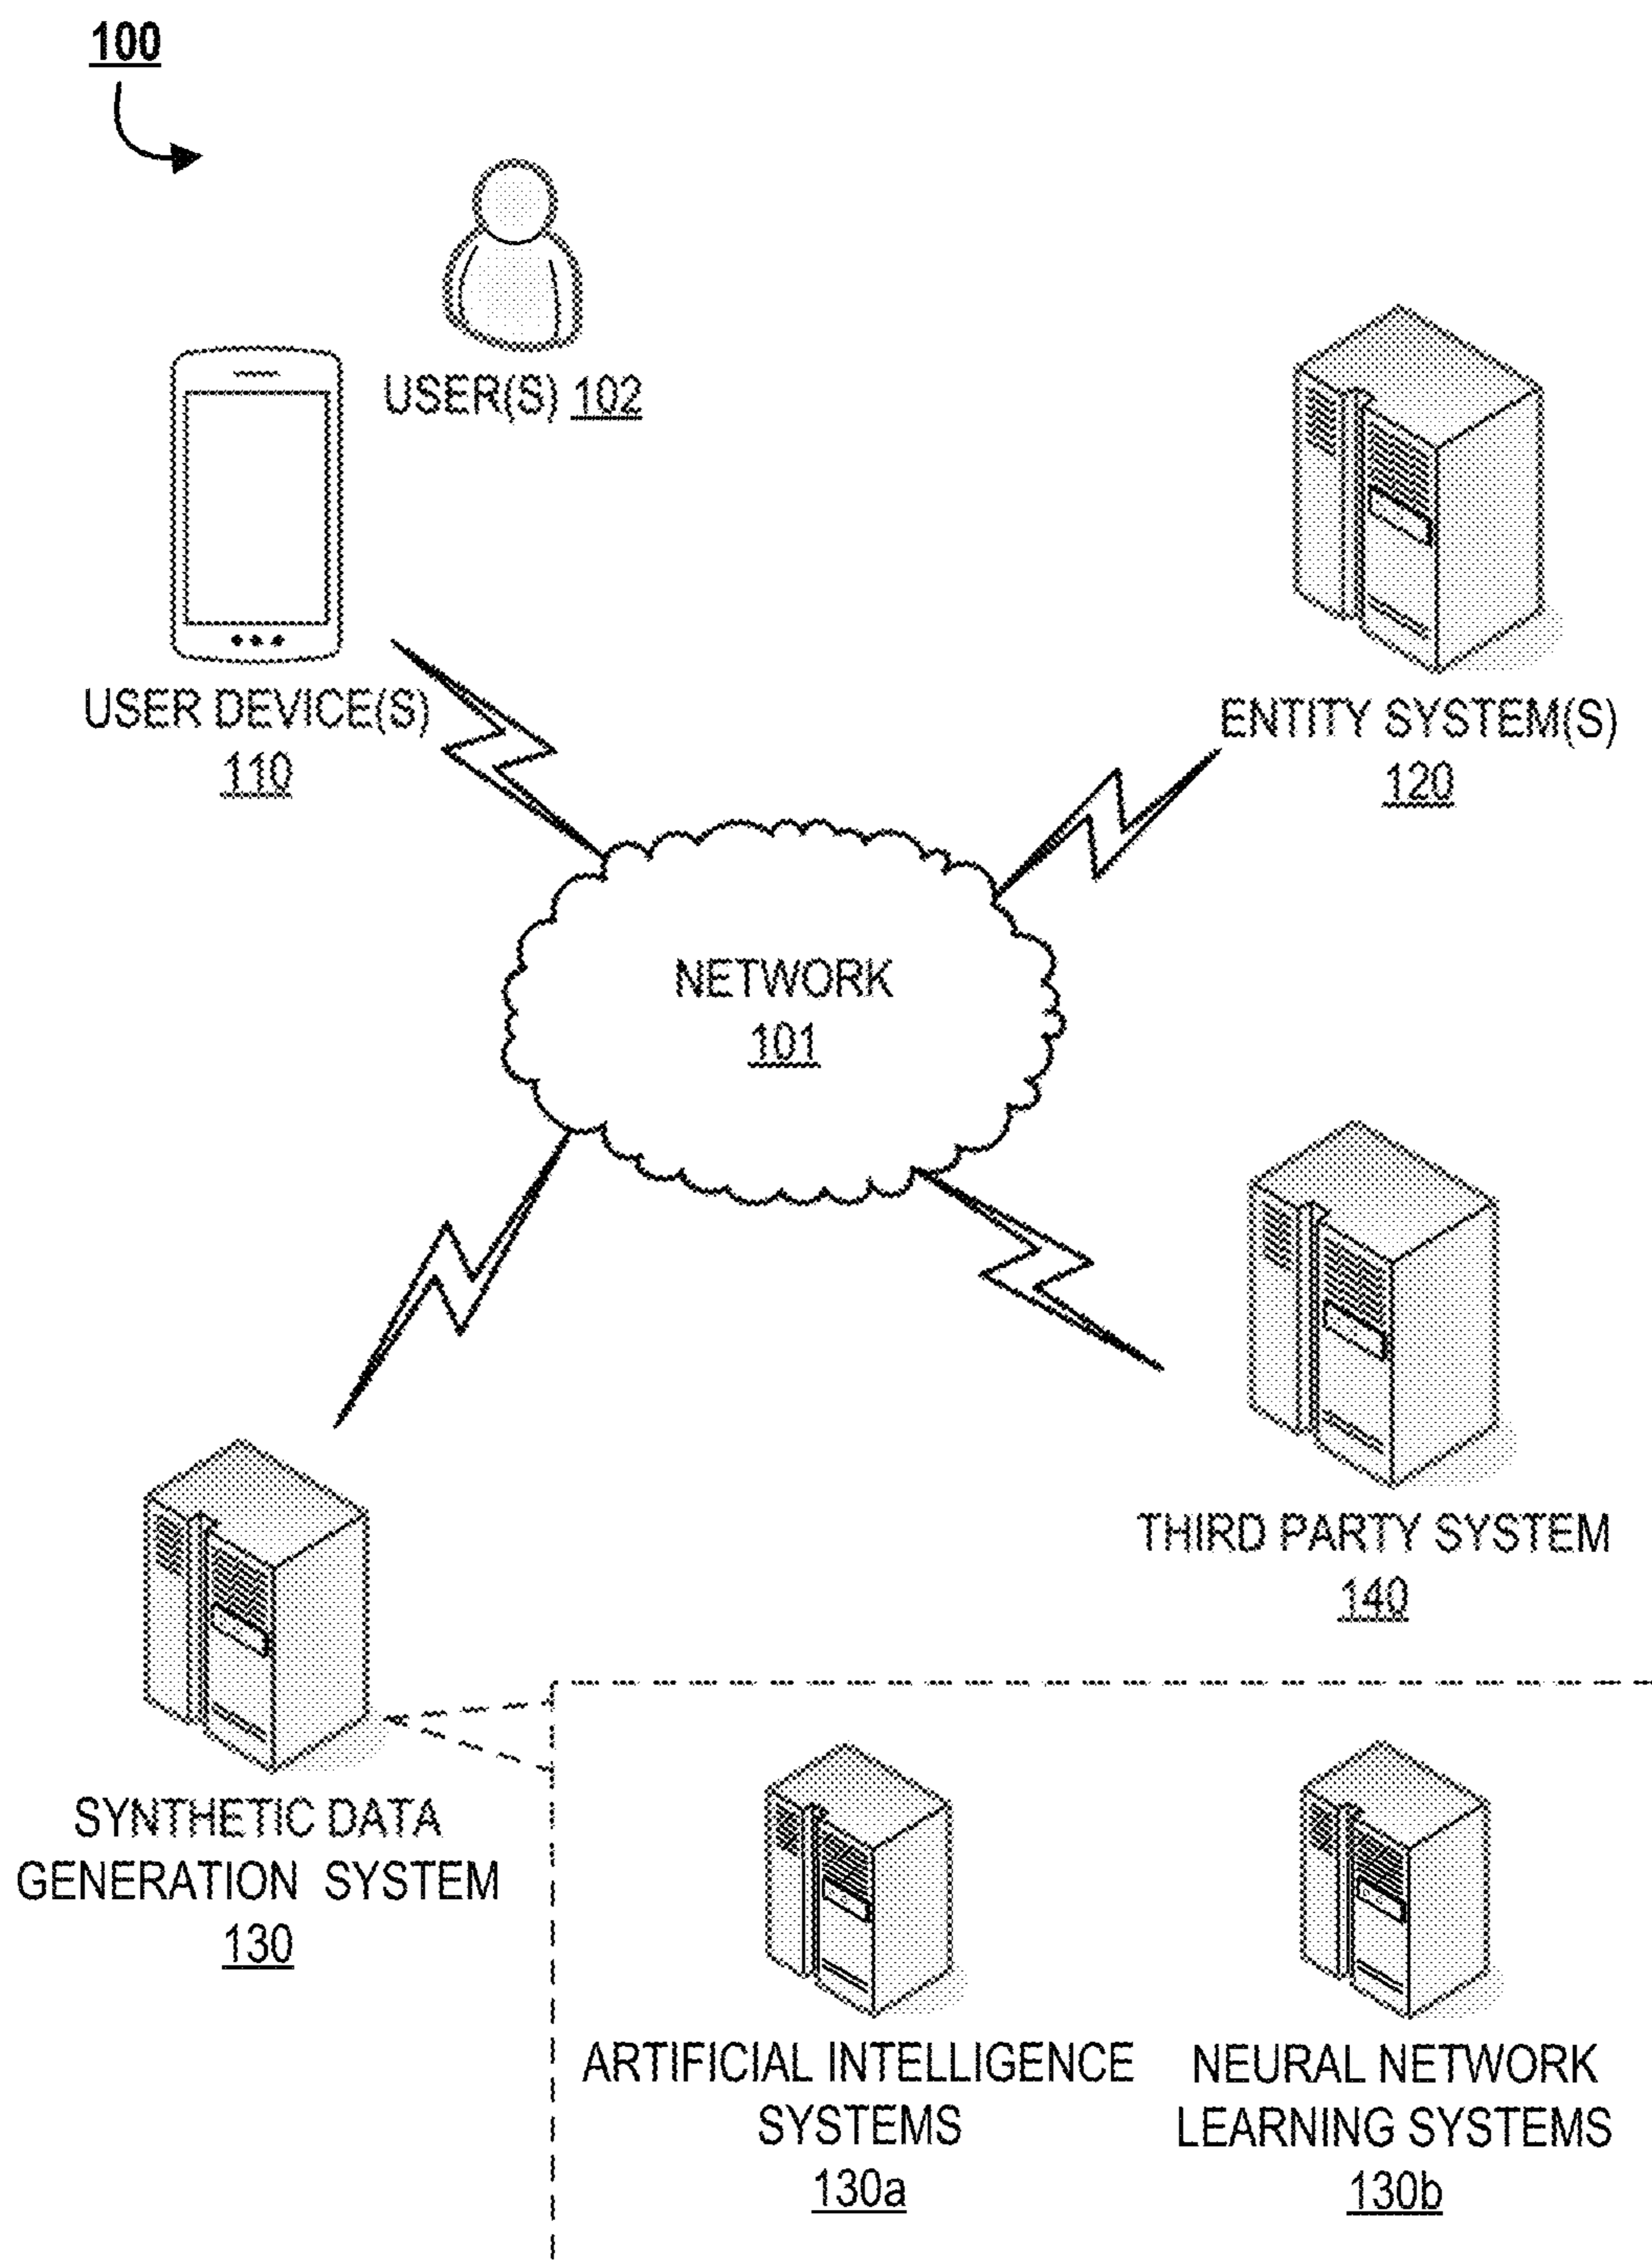 100
USER(S) 102
USER DEVICE(S)
110
ENTITY SYSTEM(S)
120
NETWORK
101
THIRD PARTY SYSTEM
140
SYNTHETIC DATA
GENERATION SYSTEM
130
ARTIFICIAL INTELLIGENCE
SYSTEMS
130a
NEURAL NETWORK
LEARNING SYSTEMS
130b